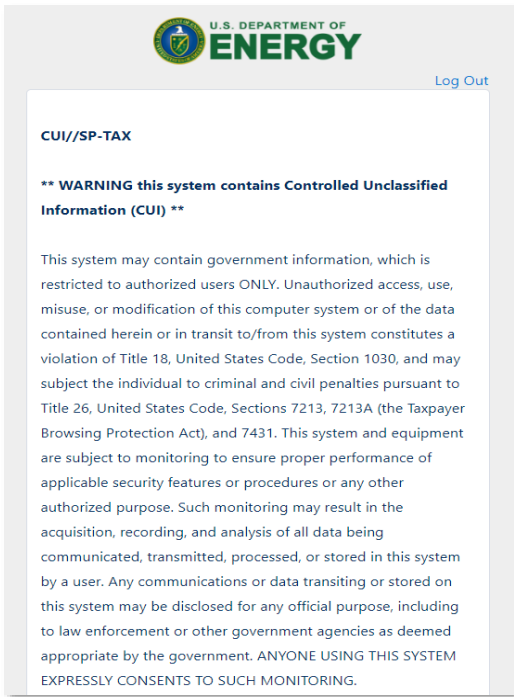 U.S. DEPARTMENT OF
ENERGY
Log Out
CUI//SP-TAX
** WARNING this system contains Controlled Unclassified
Information (CUI) **
This system may contain government information, which is
restricted to authorized users ONLY. Unauthorized access, use,
misuse, or modification of this computer system or of the data
contained herein or in transit to/from this system constitutes a
violation of Title 18, United States Code, Section 1030, and may
subject the individual to criminal and civil penalties pursuant to
Title 26, United States Code, Sections 7213, 7213A (the Taxpayer
Browsing Protection Act), and 7431. This system and equipment
are subject to monitoring to ensure proper performance of
applicable security features or procedures or any other
authorized purpose. Such monitoring may result in the
acquisition, recording, and analysis of all data being
communicated, transmitted, processed, or stored in this system
by a user. Any communications or data transiting or stored on
this system may be disclosed for any official purpose, including
to law enforcement or other government agencies as deemed
appropriate by the government. ANYONE USING THIS SYSTEM
EXPRESSLY CONSENTS TO SUCH MONITORING.